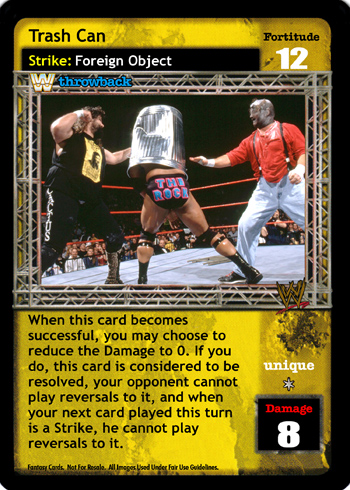 Trash Can
Fortitude
12
Strike: Foreign Object
W throwback
THE
ROCK
When this card becomes
successful, you may choose to
reduce the Damage to 0. If you
do, this card is considered to be
resolved, your opponent cannot
play reversals to it, and when
your next card played this turn
is a Strike, he cannot play
reversals to it.
W
unique
*
Damage
8
Fantasy Cards. Not For Resale. All Images Used Under Fair Use Guidelines.